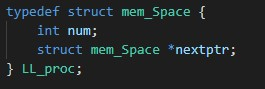 typedef struct mem_Space {
    int num;
    struct mem_Space *nextptr;
} LL_proc;